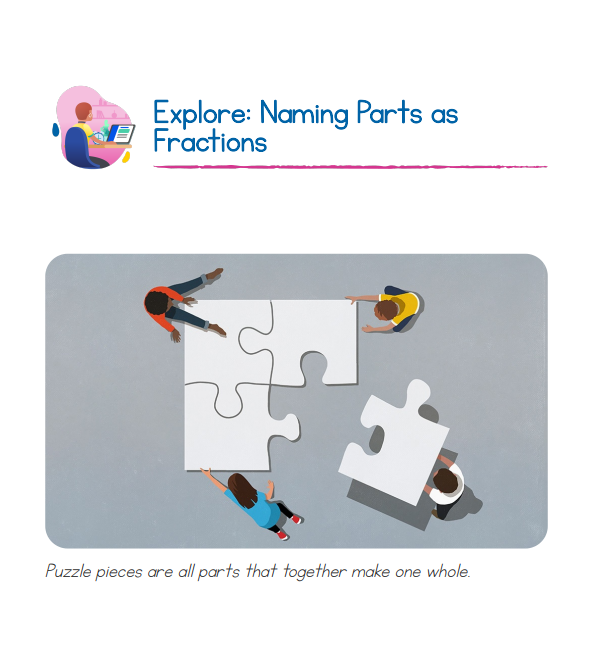 Explore: Naming Parts as
Fractions
Puzzle pieces are all parts that together make one whole.